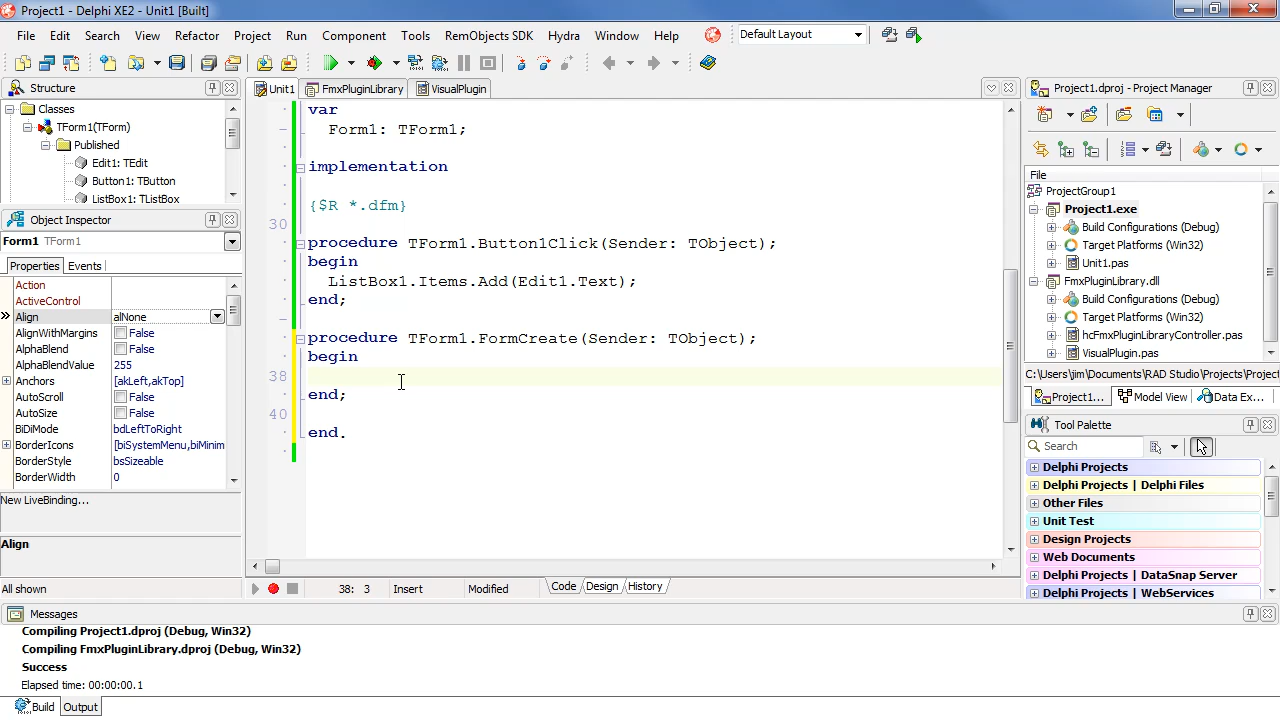 Project1 - Delphi XE2 - Unit1 [Built]
File Edit Search View Refactor Project Run Component Tools RemObjects SDK Hydra Window Help Default Layout
Structure
Classes
TForm1(TForm)
Published
Edit1: TEdit
Button1: TButton
ListBox1: TListBox
Object Inspector
Form1 TForm1
Properties Events
Action
ActiveControl
Align alNone
AlignWithMargins False
AlphaBlend False
AlphaBlendValue 255
Anchors [akLeft,akTop]
AutoScroll False
AutoSize False
BiDiMode bdLeftToRight
BorderIcons [biSystemMenu,biMinim
BorderStyle bsSizeable
BorderWidth 0
New LiveBinding...
Align
All shown
Unit1 FmxPluginLibrary VisualPlugin
var
Form1: TForm1;
implementation
{$R *.dfm}
30
procedure TForm1.Button1Click(Sender: TObject);
begin
ListBox1.Items.Add(Edit1.Text);
end;
procedure TForm1.FormCreate(Sender: TObject);
begin
38
end;
40
end.
38: 3 Insert Modified Code Design History
Project1.dproj - Project Manager
File
ProjectGroup1
Project1.exe
Build Configurations (Debug)
Target Platforms (Win32)
Unit1.pas
FmxPluginLibrary.dll
Build Configurations (Debug)
Target Platforms (Win32)
hcFmxPluginLibraryController.pas
VisualPlugin.pas
C:\Users\jim\Documents\RAD Studio\Projects\Project
Project1... Model View Data Ex...
Tool Palette
Search
Delphi Projects
Delphi Projects | Delphi Files
Other Files
Unit Test
Design Projects
Web Documents
Delphi Projects | DataSnap Server
Delphi Projects | WebServices
Messages
Compiling Project1.dproj (Debug, Win32)
Compiling FmxPluginLibrary.dproj (Debug, Win32)
Success
Elapsed time: 00:00:00.1
Build Output